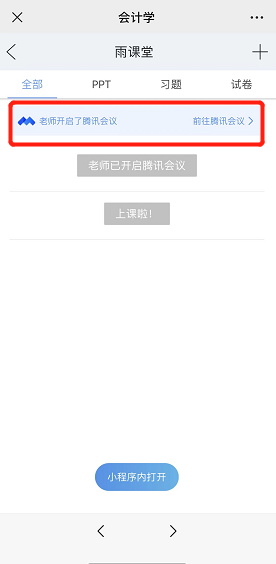 会计学
雨课堂
全部 PPT 习题 试卷
老师开启了腾讯会议 前往腾讯会议
老师已开启腾讯会议
上课啦！
小程序内打开